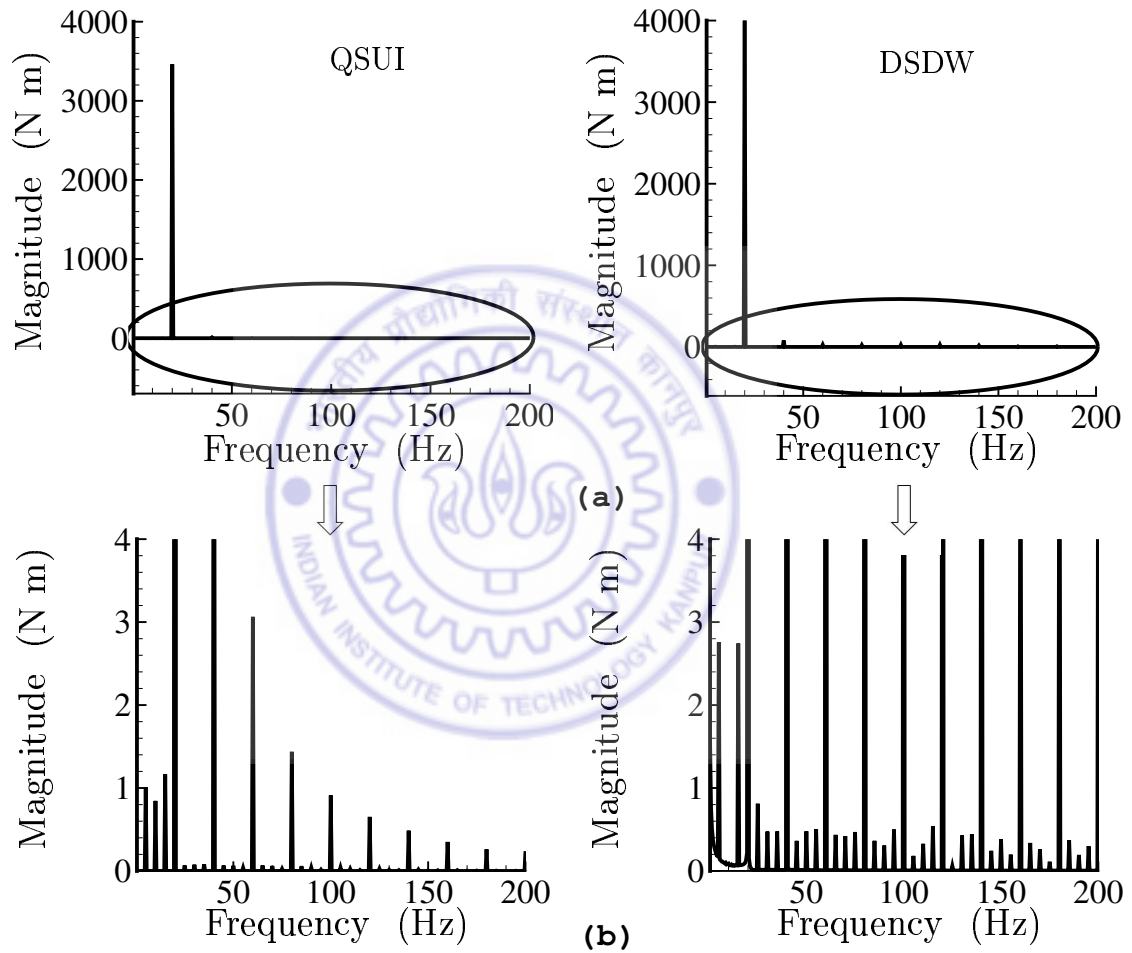 QSUI
4000
3000
2000
1000
0
Magnitude (N m)
50 100 150 200
Frequency (Hz)
DSDW
4000
3000
2000
1000
0
Magnitude (N m)
50 100 150 200
Frequency (Hz)
(a)
4
3
2
1
0
Magnitude (N m)
50 100 150 200
Frequency (Hz)
4
3
2
1
0
Magnitude (N m)
50 100 150 200
Frequency (Hz)
(b)
भारतीय प्रौद्योगिकी संस्थान कानपुर
INDIAN INSTITUTE OF TECHNOLOGY KANPUR